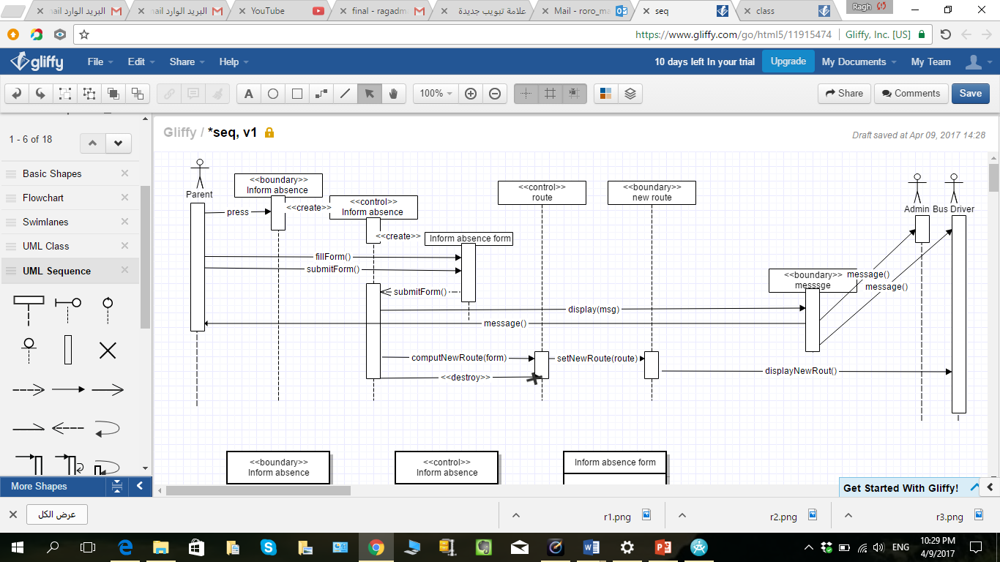 البريد الوارد
ail
البريد الوارد
nail
YouTube
final - ragadm
علامة تبويب جديدة
Mail - roro_ma
seq
class
Ragh
https://www.gliffy.com/go/html5/11915474
Gliffy, Inc. [US]
gliffy
File
Edit
Share
Help
10 days left In your trial
Upgrade
My Documents
My Team
A
100%
Share
Comments
Save
1 - 6 of 18
Basic Shapes
Flowchart
Swimlanes
UML Class
UML Sequence
More Shapes
Gliffy / *seq, v1
Draft saved at Apr 09, 2017 14:28
Parent
<<boundary>>
Inform absence
<<control>>
Inform absence
Inform absence form
<<control>>
route
<<boundary>>
new route
Admin
Bus Driver
press
<<create>>
<<create>>
fillForm()
submitForm()
submitForm()
<<boundary>>
messsge
message()
message()
display(msg)
message()
computNewRoute(form)
setNewRoute(route)
displayNewRout()
<<destroy>>
<<boundary>>
Inform absence
<<control>>
Inform absence
Inform absence form
Get Started With Gliffy!
عرض الكل
r1.png
r2.png
r3.png
ENG
10:29 PM
4/9/2017